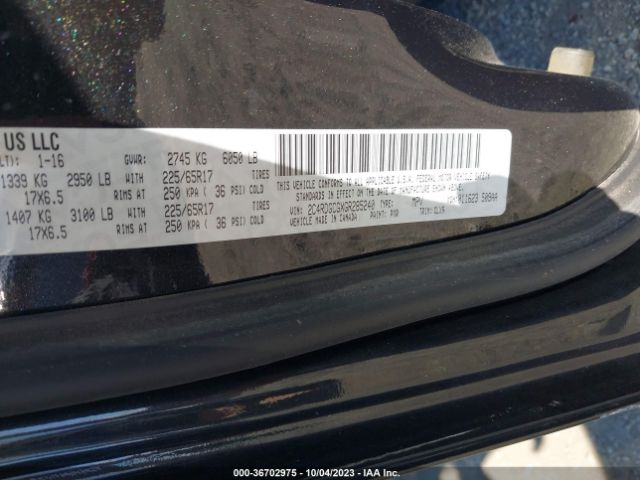 US LLC
LT): 1-16 GVWR: 2745 KG 6050 LB
1339 KG 2950 LB WITH 225/65R17 TIRES
17X6.5 RIMS AT 250 KPA ( 36 PSI) COLD
1407 KG 3100 LB WITH 225/65R17 TIRES
17X6.5 RIMS AT 250 KPA ( 36 PSI) COLD
THIS VEHICLE CONFORMS TO ALL APPLICABLE U.S.A. FEDERAL MOTOR VEHICLE SAFETY
STANDARDS IN EFFECT ON THE DATE OF MANUFACTURE SHOWN ABOVE.
VIN: TYPE: MPV
MADE IN CANADA PAINT: TRIM:
000-36702975 - 10/04/2023 - IAA Inc.